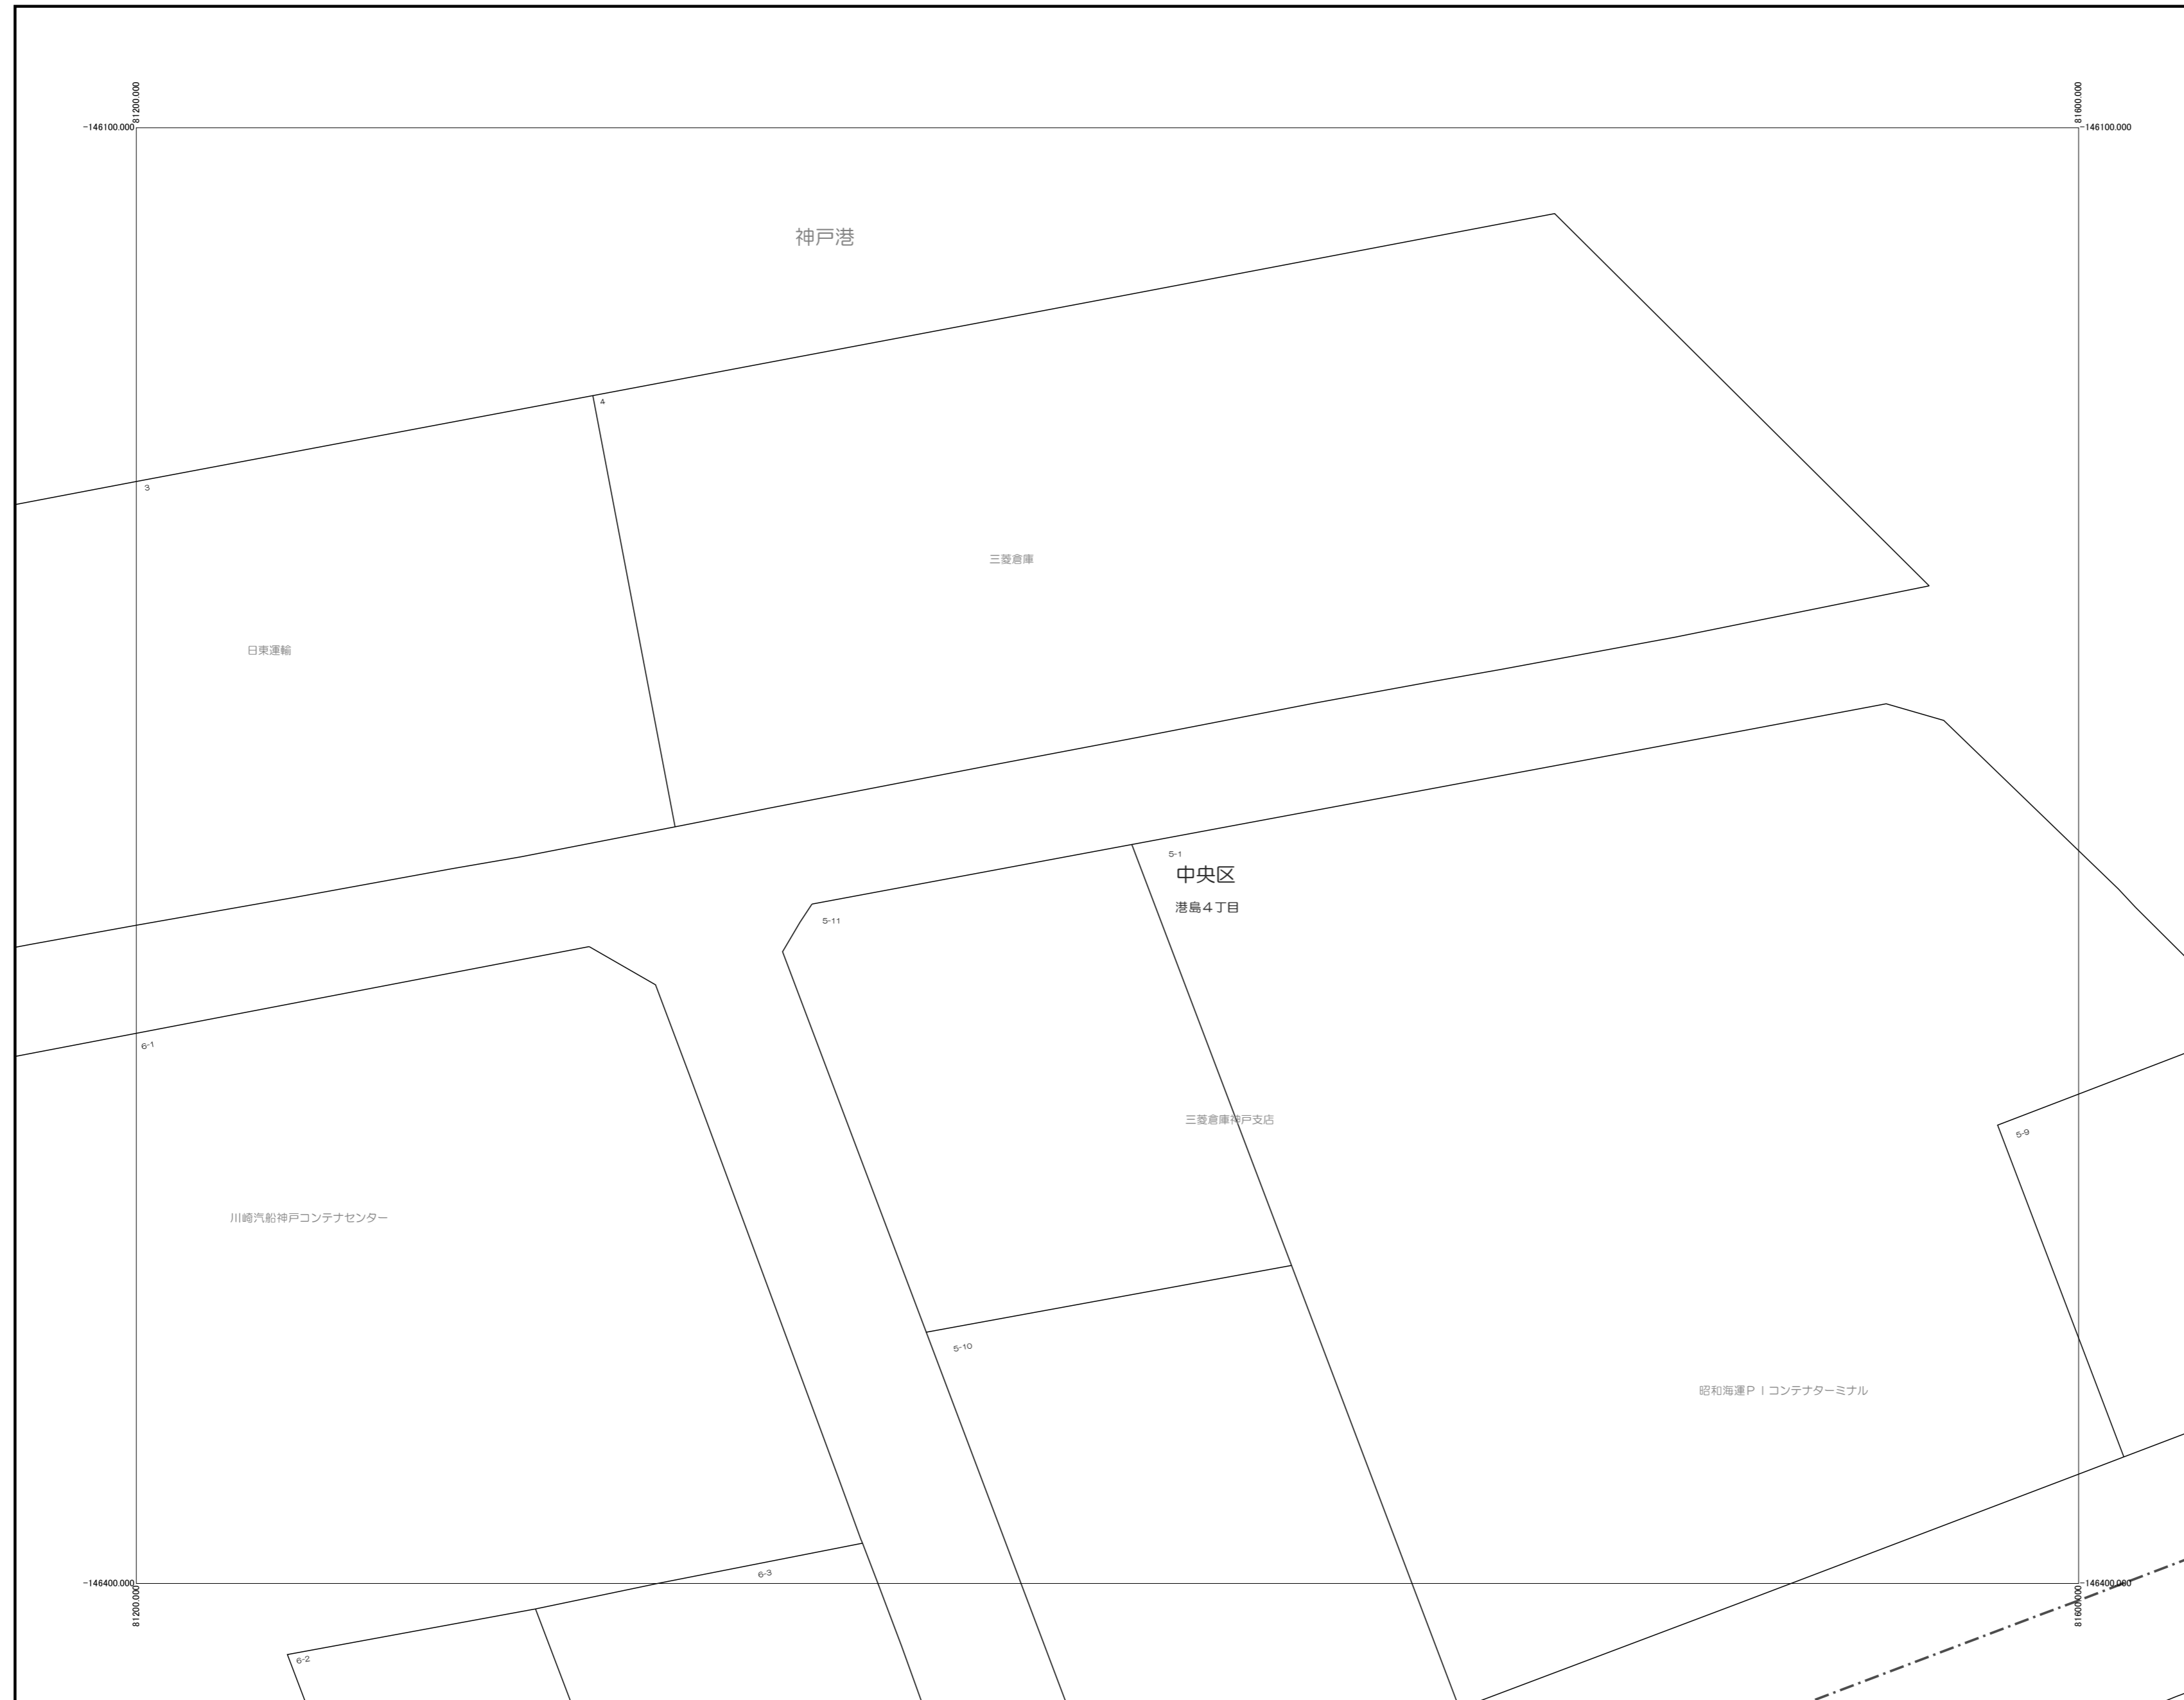 81200.000
81600.000
-146100.000
-146100.000
神戸港
4
3
三菱倉庫
日東運輸
5-1
中央区
港島4丁目
5-11
6-1
三菱倉庫神戸支店
5-9
川崎汽船神戸コンテナセンター
5-10
昭和海運PIコンテナターミナル
6-3
-146400.000
-146400.000
81200.000
81600.000
6-2